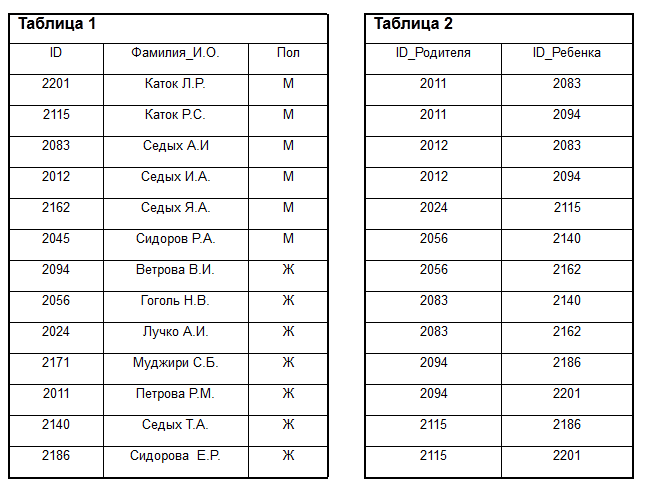 Таблица 1
ID Фамилия_И.О. Пол
2201 Каток Л.Р. М
2115 Каток Р.С. М
2083 Седых А.И М
2012 Седых И.А. М
2162 Седых Я.А. М
2045 Сидоров Р.А. М
2094 Ветрова В.И. Ж
2056 Гоголь Н.В. Ж
2024 Лучко А.И. Ж
2171 Муджири С.Б. Ж
2011 Петрова Р.М. Ж
2140 Седых Т.А. Ж
2186 Сидорова Е.Р. Ж
Таблица 2
ID_Родителя ID_Ребенка
2011 2083
2011 2094
2012 2083
2012 2094
2024 2115
2056 2140
2056 2162
2083 2140
2083 2162
2094 2186
2094 2201
2115 2186
2115 2201